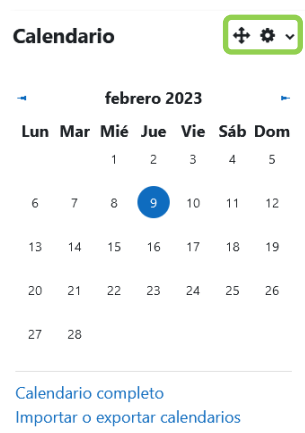 Calendario
febrero 2023
Lun Mar Mié Jue Vie Sáb Dom
1 2 3 4 5
6 7 8 9 10 11 12
13 14 15 16 17 18 19
20 21 22 23 24 25 26
27 28
Calendario completo
Importar o exportar calendarios